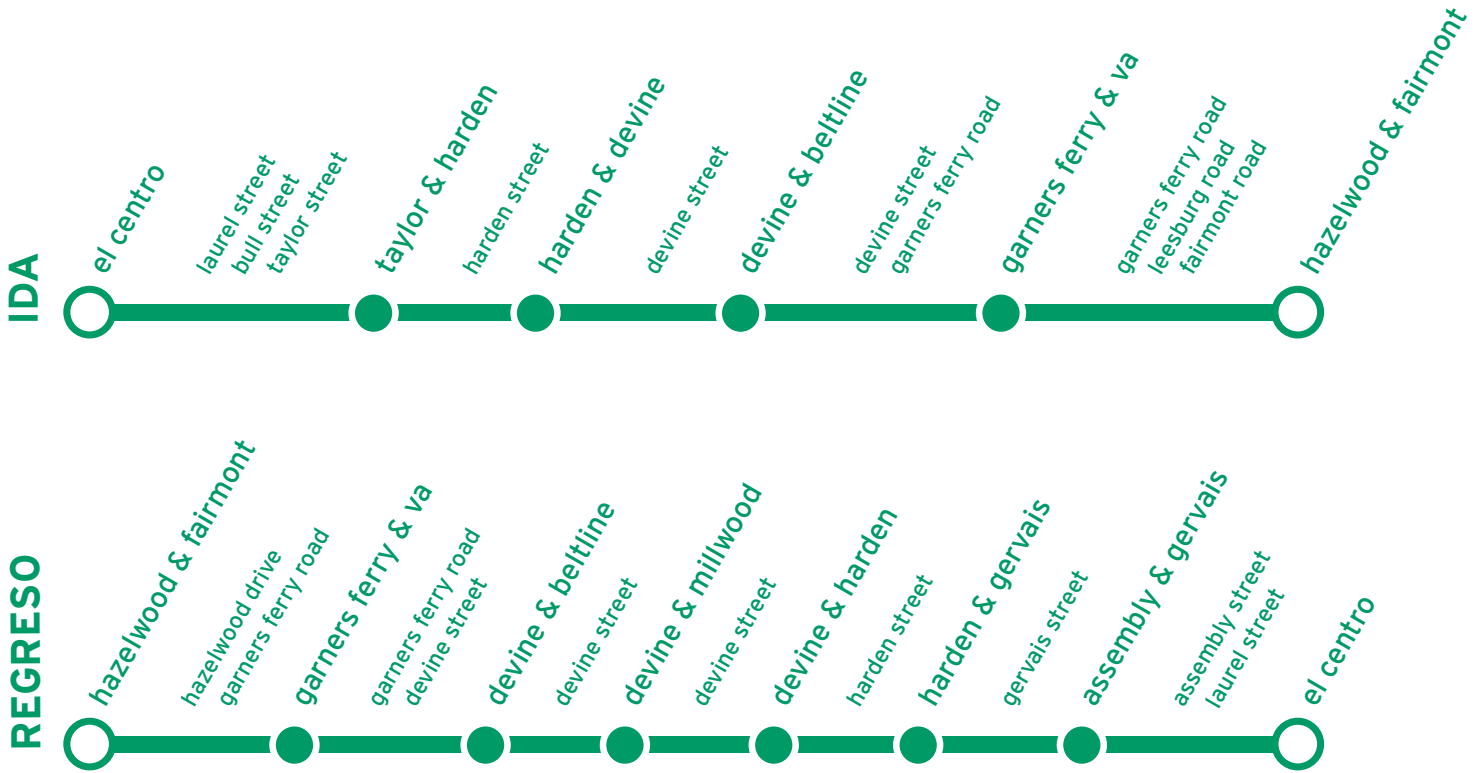 IDA
el centro
laurel street
bull street
taylor street
taylor & harden
harden street
harden & devine
devine street
devine & beltline
devine street
garners ferry road
garners ferry & va
garners ferry road
leesburg road
fairmont road
hazelwood & fairmont
REGRESO
hazelwood & fairmont
hazelwood drive
garners ferry road
garners ferry & va
garners ferry road
devine street
devine & beltline
devine street
devine & millwood
devine street
devine & harden
harden street
harden & gervais
gervais street
assembly & gervais
assembly street
laurel street
el centro